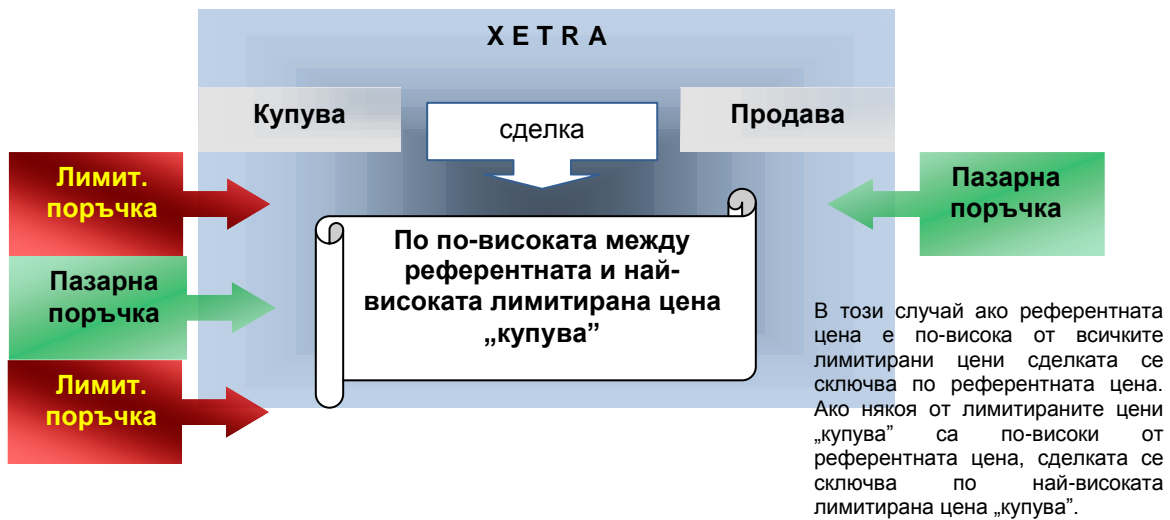 X E T R A
Купува
сделка
Продава
Лимит.
поръчка
Пазарна
поръчка
Лимит.
поръчка
По по-високата между
референтната и най-
високата лимитирана цена
„купува”
Пазарна
поръчка
В този случай ако референтната
цена е по-висока от всичките
лимитирани цени сделката се
сключва по референтната цена.
Ако някоя от лимитираните цени
„купува” са по-високи от
референтната цена, сделката се
сключва по най-високата
лимитирана цена „купува”.